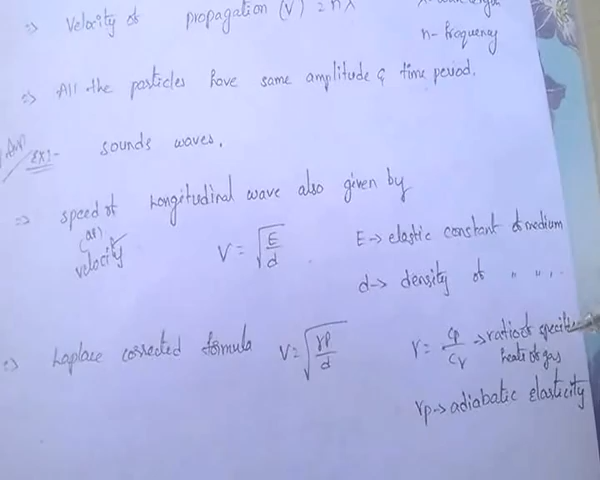 ⇒ Velocity of propagation (V) = nλ
n- frequency
⇒ All the particles have same amplitude & time period.
Ex:- sounds waves.
⇒ speed of Longitudinal wave also given by
(or)
velocity
V = √E/d
E → elastic constant of medium
d → density of " " .
⇒ Laplace corrected formula V = √γP/d
γ = Cp/Cv → ratio of specific
heats of gas
γp → adiabatic elasticity